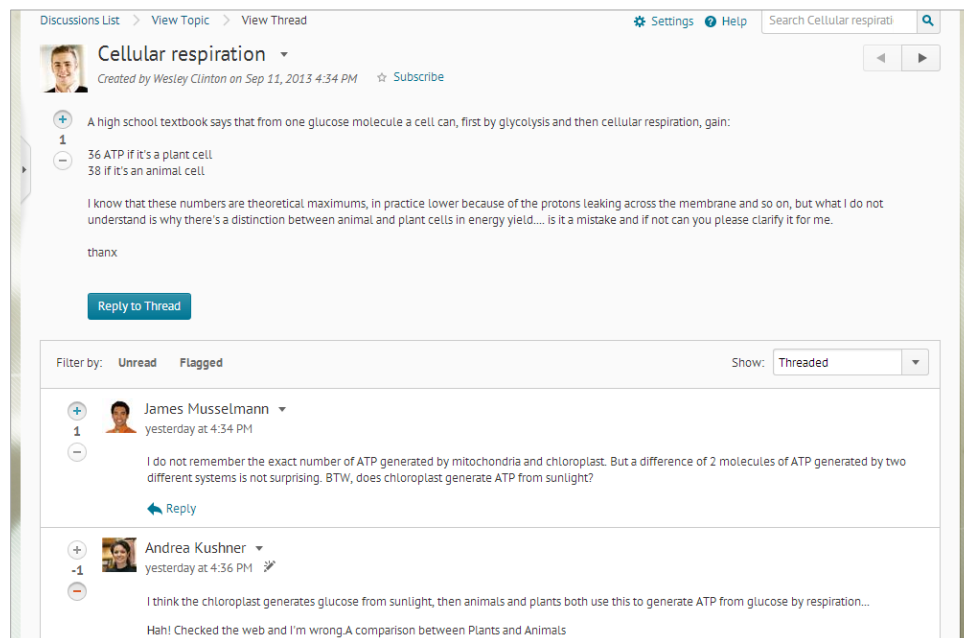 Discussions List > View Topic > View Thread
Settings Help Search Cellular respirati
Cellular respiration
Created by Wesley Clinton on Sep 11, 2013 4:34 PM Subscribe
1
A high school textbook says that from one glucose molecule a cell can, first by glycolysis and then cellular respiration, gain:
36 ATP if it's a plant cell
38 if it's an animal cell
I know that these numbers are theoretical maximums, in practice lower because of the protons leaking across the membrane and so on, but what I do not
understand is why there's a distinction between animal and plant cells in energy yield.... is it a mistake and if not can you please clarify it for me.
thanx
Reply to Thread
Filter by: Unread Flagged Show: Threaded
James Musselmann
yesterday at 4:34 PM
1
I do not remember the exact number of ATP generated by mitochondria and chloroplast. But a difference of 2 molecules of ATP generated by two
different systems is not surprising. BTW, does chloroplast generate ATP from sunlight?
Reply
Andrea Kushner
yesterday at 4:36 PM
-1
I think the chloroplast generates glucose from sunlight, then animals and plants both use this to generate ATP from glucose by respiration...
Hah! Checked the web and I'm wrong.A comparison between Plants and Animals